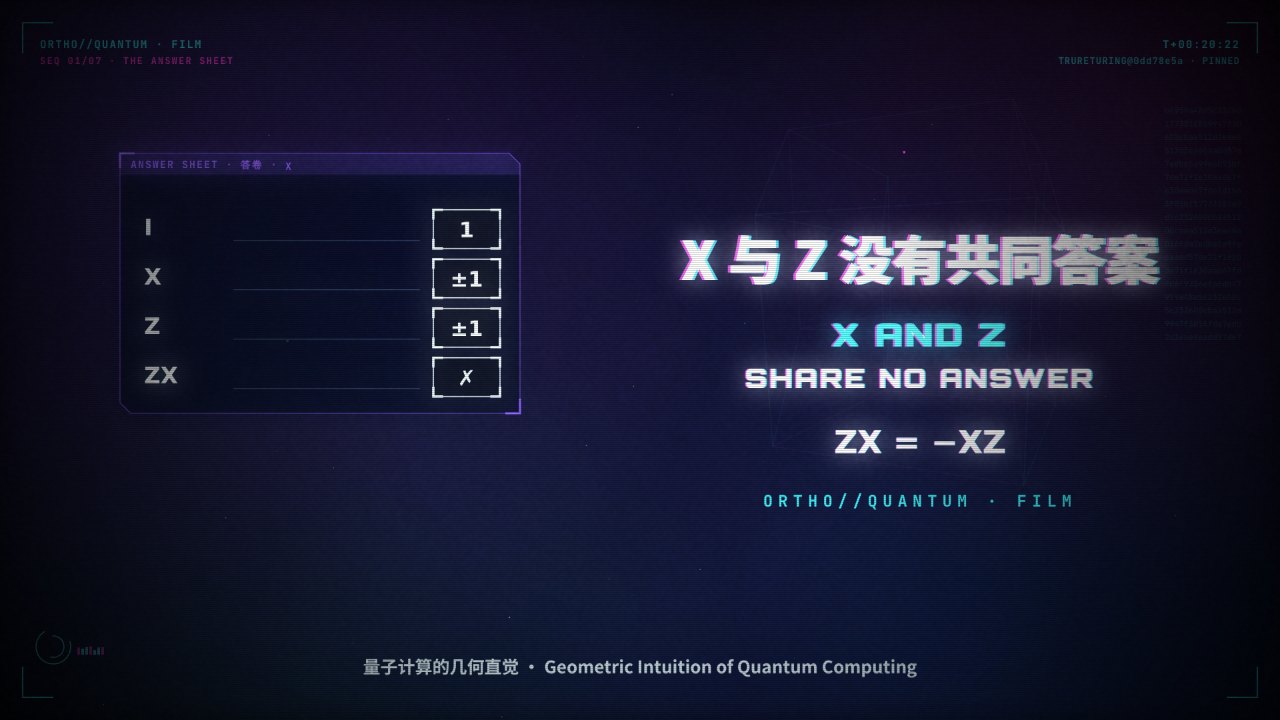 ORTHO//QUANTUM · FILM
SEQ 01/07 · THE ANSWER SHEET
T+00:20:22
TRURETURING@0dd78e5a · PINNED
ANSWER SHEET · 答卷 · X
I 1
X ±1
Z ±1
ZX ✗
X 与 Z 没有共同答案
X AND Z
SHARE NO ANSWER
ZX = −XZ
ORTHO//QUANTUM · FILM
量子计算的几何直觉 · Geometric Intuition of Quantum Computing